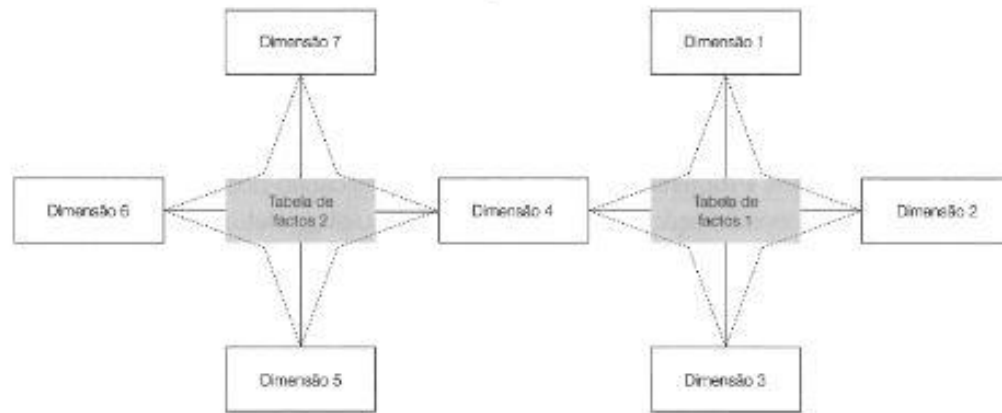 Dimensão 7
Dimensão 1
Dimensão 6
Tabela de
factos 2
Dimensão 4
Tabela de
factos 1
Dimensão 2
Dimensão 5
Dimensão 3